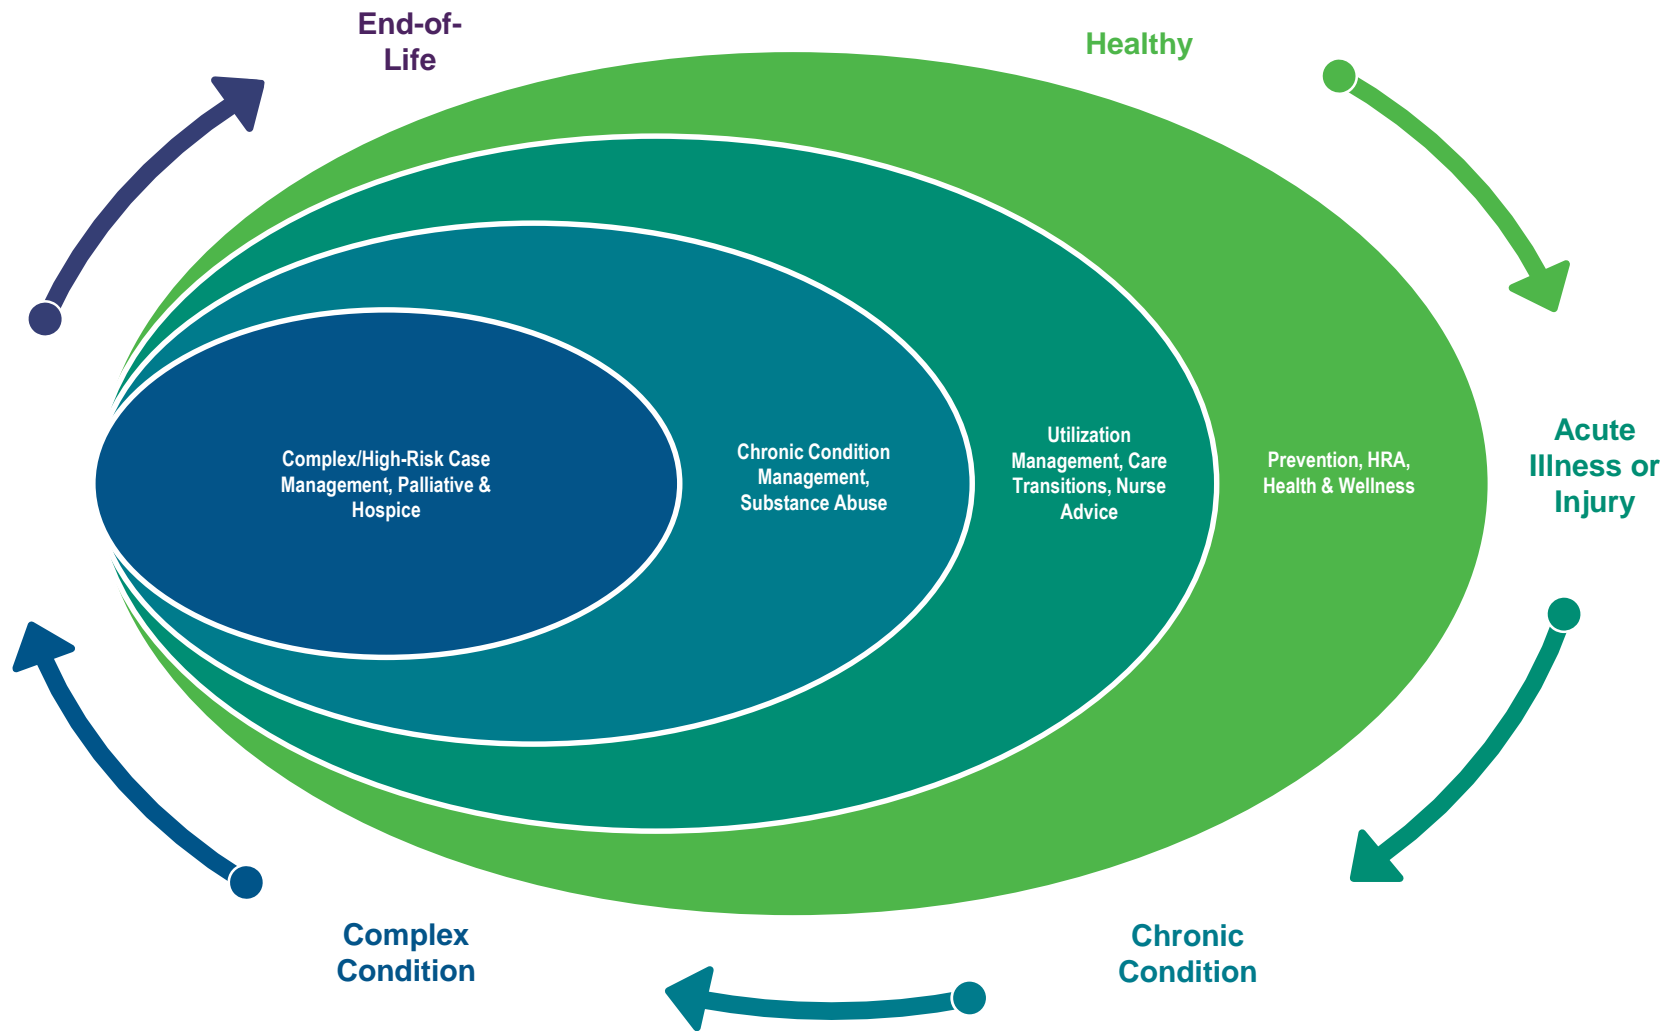 End-of-
Life
Healthy
Complex/High-Risk Case
Management, Palliative &
Hospice
Chronic Condition
Management,
Substance Abuse
Utilization
Management, Care
Transitions, Nurse
Advice
Prevention, HRA,
Health & Wellness
Acute
Illness or
Injury
Complex
Condition
Chronic
Condition